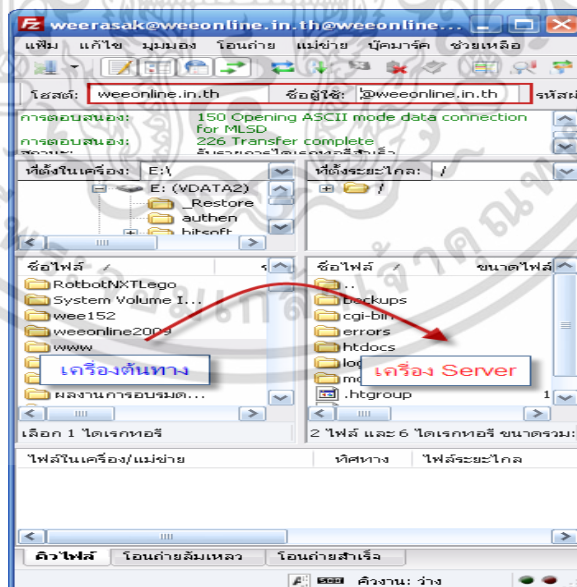 weerasak@weeonline.in.th@weeonline...
แฟ้ม แก้ไข มุมมอง โอนถ่าย แม่ข่าย บุ๊คมาร์ค ช่วยเหลือ
โฮสต์: weeonline.in.th ชื่อผู้ใช้: @weeonline.in.th รหัสผ่
การตอบสนอง: 150 Opening ASCII mode data connection
for MLSD
การตอบสนอง: 226 Transfer complete
ที่ตั้งในเครื่อง: E:\ ที่ตั้งระยะไกล: /
E: (VDATA2) /
_Restore
authen
hitsoft
ชื่อไฟล์ / ชื่อไฟล์ / ขนาดไฟล์
RotbotNXTLego ..
System Volume I... backups
wee152 cgi-bin
weeonline2009 errors
www htdocs
เครื่องต้นทาง เครื่อง Server
ผลงานการอบรมด... .htgroup 1
เลือก 1 ไดเรกทอรี 2 ไฟล์ และ 6 ไดเรกทอรี ขนาดรวม:
ไฟล์ในเครื่อง/แม่ข่าย ทิศทาง ไฟล์ระยะไกล
คิวไฟล์ โอนถ่ายล้มเหลว โอนถ่ายสำเร็จ
คิวงาน: ว่าง